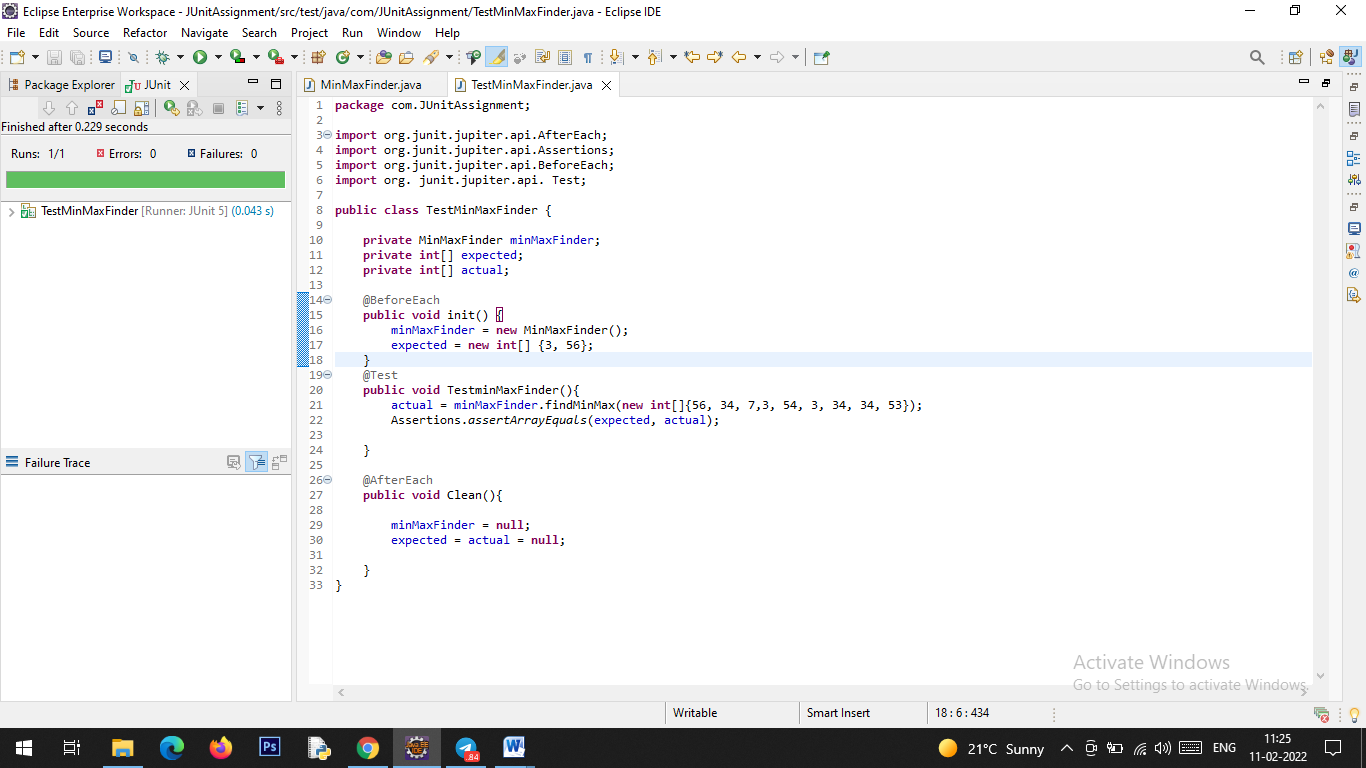 Eclipse Enterprise Workspace - JUnitAssignment/src/test/java/com/JUnitAssignment/TestMinMaxFinder.java - Eclipse IDE
File Edit Source Refactor Navigate Search Project Run Window Help
Package Explorer JUnit
Finished after 0.229 seconds
Runs: 1/1 Errors: 0 Failures: 0
TestMinMaxFinder [Runner: JUnit 5] (0.043 s)
Failure Trace
MinMaxFinder.java TestMinMaxFinder.java
1 package com.JUnitAssignment;
2
3 import org.junit.jupiter.api.AfterEach;
4 import org.junit.jupiter.api.Assertions;
5 import org.junit.jupiter.api.BeforeEach;
6 import org. junit.jupiter.api. Test;
7
8 public class TestMinMaxFinder {
9
10 private MinMaxFinder minMaxFinder;
11 private int[] expected;
12 private int[] actual;
13
14 @BeforeEach
15 public void init() {
16 minMaxFinder = new MinMaxFinder();
17 expected = new int[] {3, 56};
18 }
19 @Test
20 public void TestminMaxFinder(){
21 actual = minMaxFinder.findMinMax(new int[]{56, 34, 7,3, 54, 3, 34, 34, 53});
22 Assertions.assertArrayEquals(expected, actual);
23
24 }
25
26 @AfterEach
27 public void Clean(){
28
29 minMaxFinder = null;
30 expected = actual = null;
31
32 }
33 }
Activate Windows
Go to Settings to activate Windows.
Writable Smart Insert 18 : 6 : 434
Ps JAVA EE IDE .84 W 21°C Sunny ENG 11:25
11-02-2022